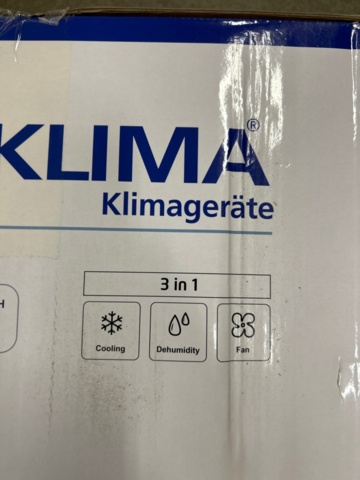 KLIMA®
Klimageräte
3 in 1
H
Cooling
Dehumidity
Fan